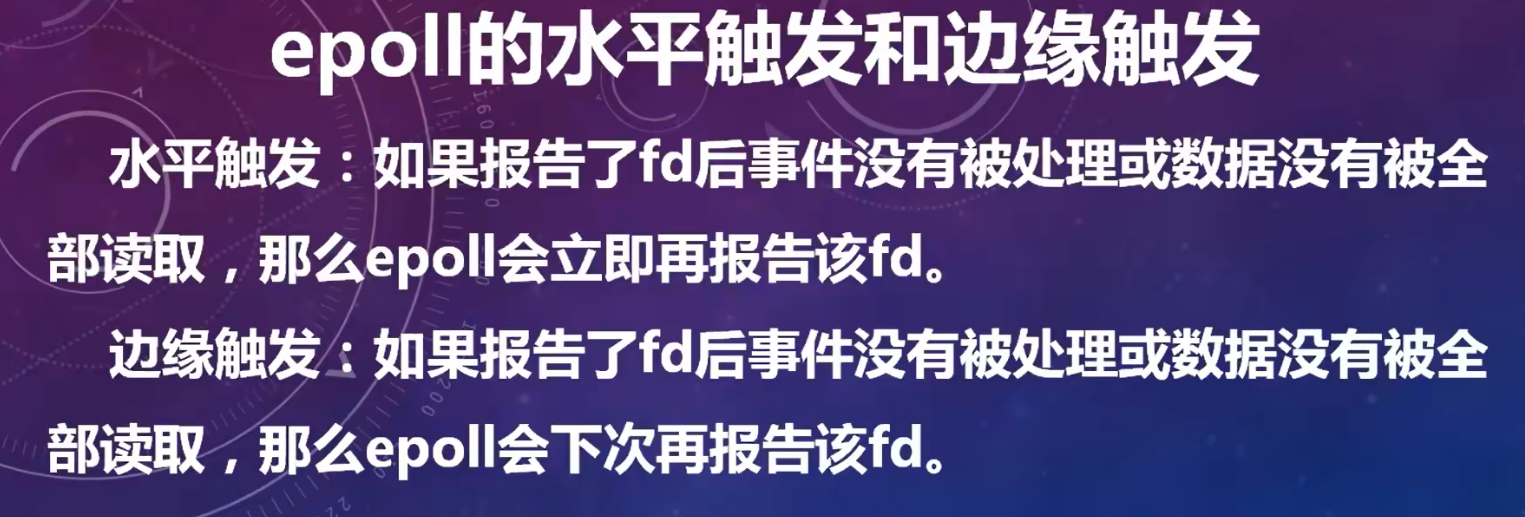 epoll的水平触发和边缘触发
水平触发：如果报告了fd后事件没有被处理或数据没有被全
部读取，那么epoll会立即再报告该fd。
边缘触发：如果报告了fd后事件没有被处理或数据没有被全
部读取，那么epoll会下次再报告该fd。